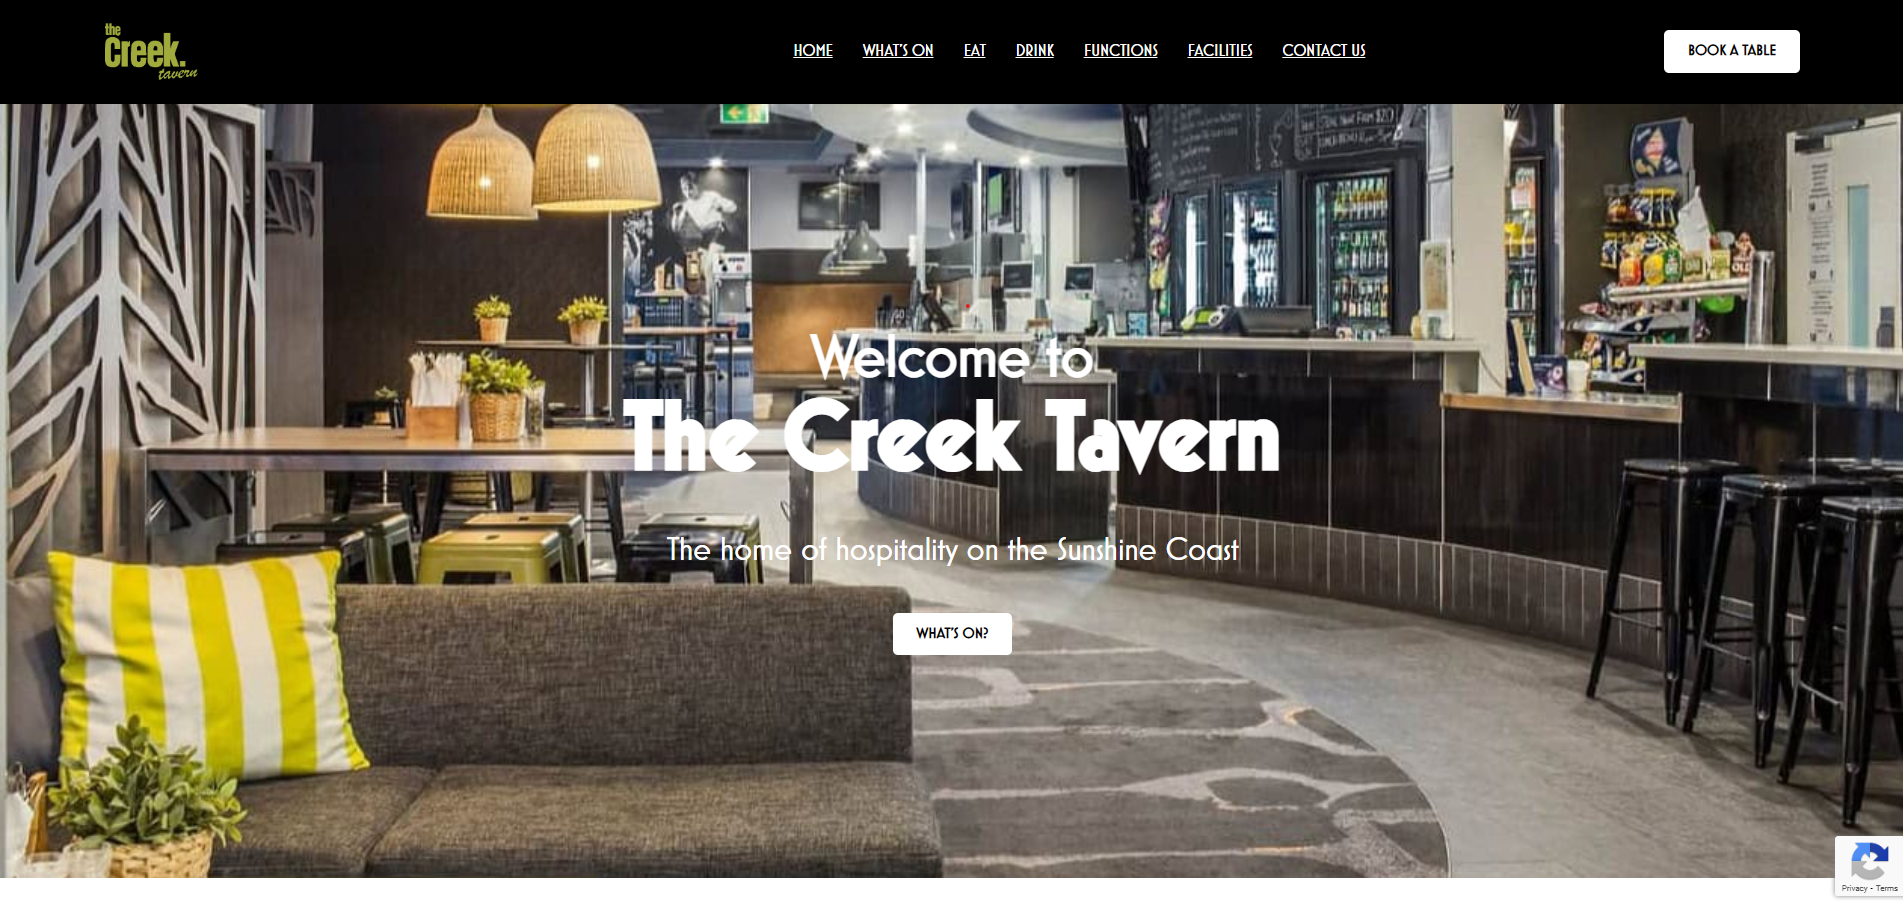 the
Creek.
tavern
HOME WHAT'S ON EAT DRINK FUNCTIONS FACILITIES CONTACT US
BOOK A TABLE
Welcome to
The Creek Tavern
The home of hospitality on the Sunshine Coast
WHAT'S ON?
Privacy - Terms